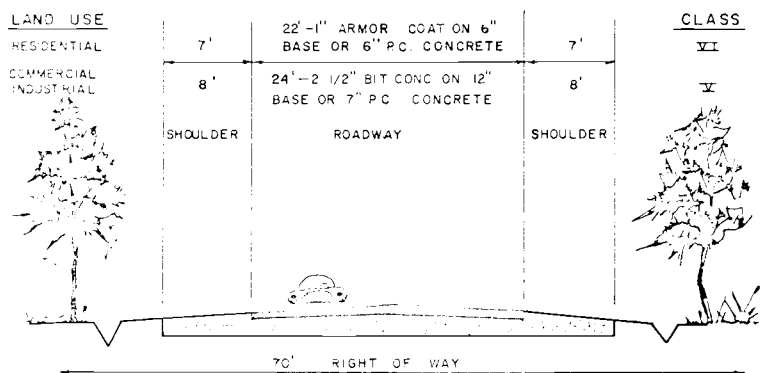 LAND USE
CLASS
RESIDENTIAL
7'
22'-1" ARMOR COAT ON 6"
BASE OR 6" P.C. CONCRETE
7'
VI
COMMERCIAL
INDUSTRIAL
8'
24'-2 1/2" BIT CONC ON 12"
BASE OR 7" P C CONCRETE
8'
V
SHOULDER
ROADWAY
SHOULDER
70' RIGHT OF WAY